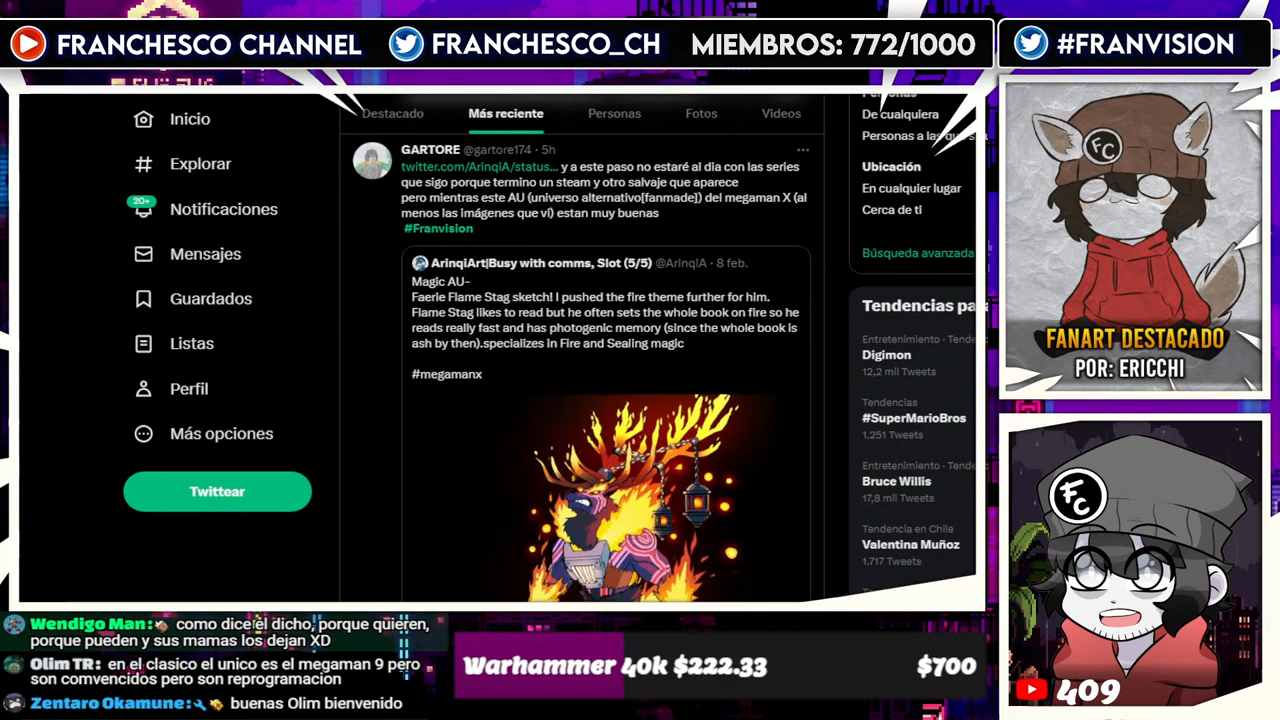 FRANCHESCO CHANNEL
FRANCHESCO_CH
MIEMBROS: 772/1000
#FRANVISION
Inicio
Explorar
20+
Notificaciones
Mensajes
Guardados
Listas
Perfil
Más opciones
Twittear
Destacado
Más reciente
Personas
Fotos
Videos
GARTORE @gartore174 · 5h
twitter.com/ArinqiA/status... y a este paso no estaré al dia con las series
que sigo porque termino un steam y otro salvaje que aparece
pero mientras este AU (universo alternativo[fanmade]) del megaman X (al
menos las imágenes que vi) estan muy buenas
#Franvision
ArinqiArt|Busy with comms, Slot (5/5) @ArinqiA · 8 feb.
Magic AU-
Faerie Flame Stag sketch! I pushed the fire theme further for him.
Flame Stag likes to read but he often sets the whole book on fire so he
reads really fast and has photogenic memory (since the whole book is
ash by then).specializes in Fire and Sealing magic
#megamanx
Personas
De cualquiera
Personas a las que s
Ubicación
En cualquier lugar
Cerca de ti
Búsqueda avanzada
Tendencias pa
Entretenimiento · Tende
Digimon
12,2 mil Tweets
Tendencias
#SuperMarioBros
1.251 Tweets
Entretenimiento · Tende
Bruce Willis
17,8 mil Tweets
Tendencia en Chile
Valentina Muñoz
1.717 Tweets
FC
FANART DESTACADO
POR: ERICCHI
FC
409
Wendigo Man: como dice el dicho, porque quieren,
porque pueden y sus mamas los dejan XD
Olim TR: en el clasico el unico es el megaman 9 pero
son comvencidos pero son reprogramacion
Zentaro Okamune: buenas Olim bienvenido
Warhammer 40k $222.33
$700